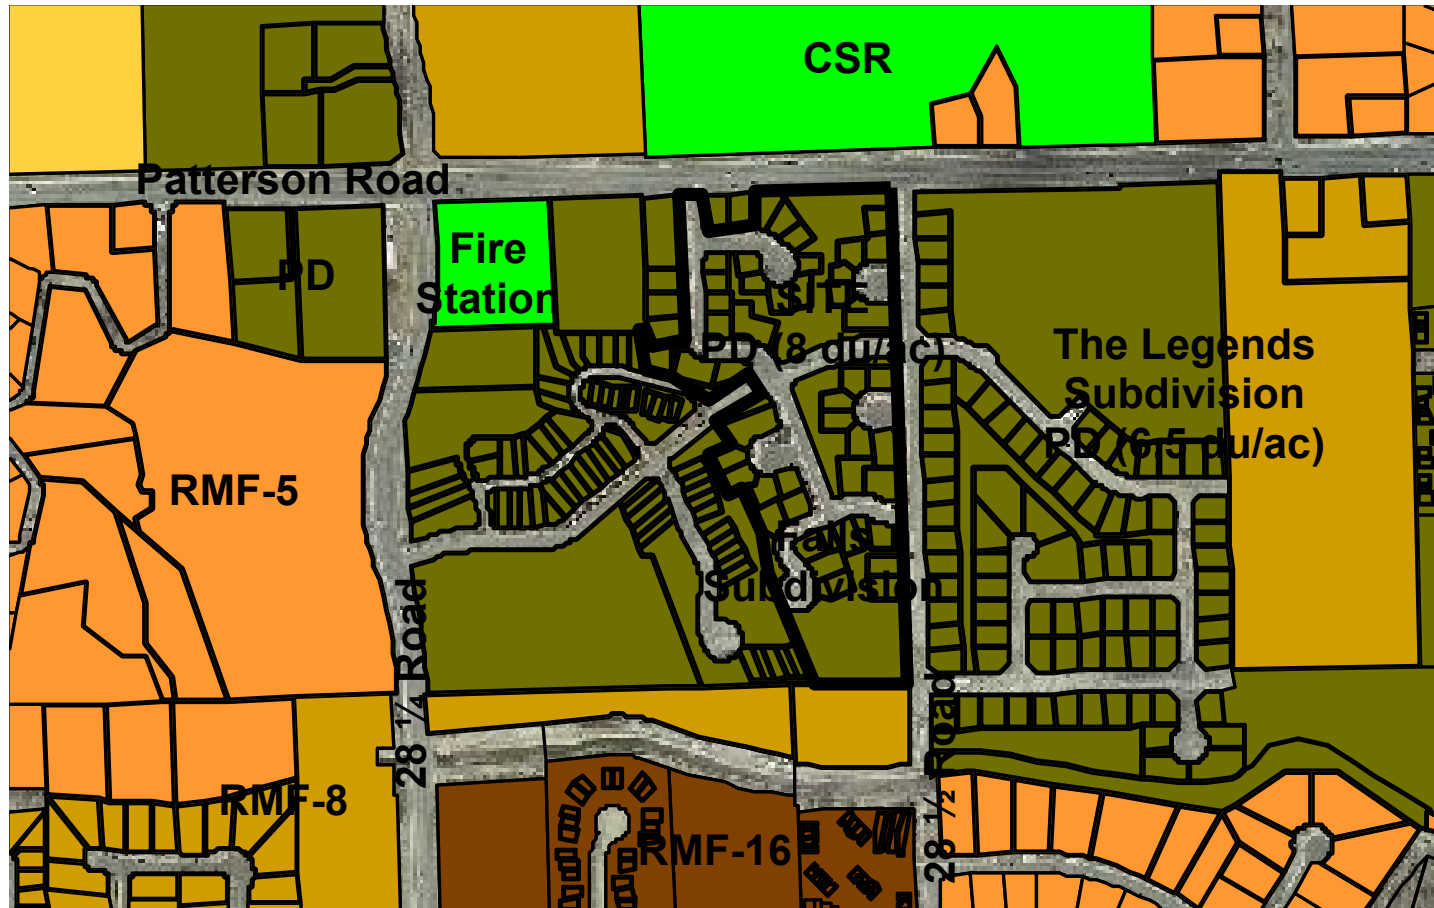 CSR
Patterson Road
Fire
Station
PD
SITE
PD (8 du/ac)
The Legends
Subdivision
PD (6.5 du/ac)
RMF-5
Falls
Subdivision
28 ¼ Road
28 ½ Road
RMF-8
RMF-16